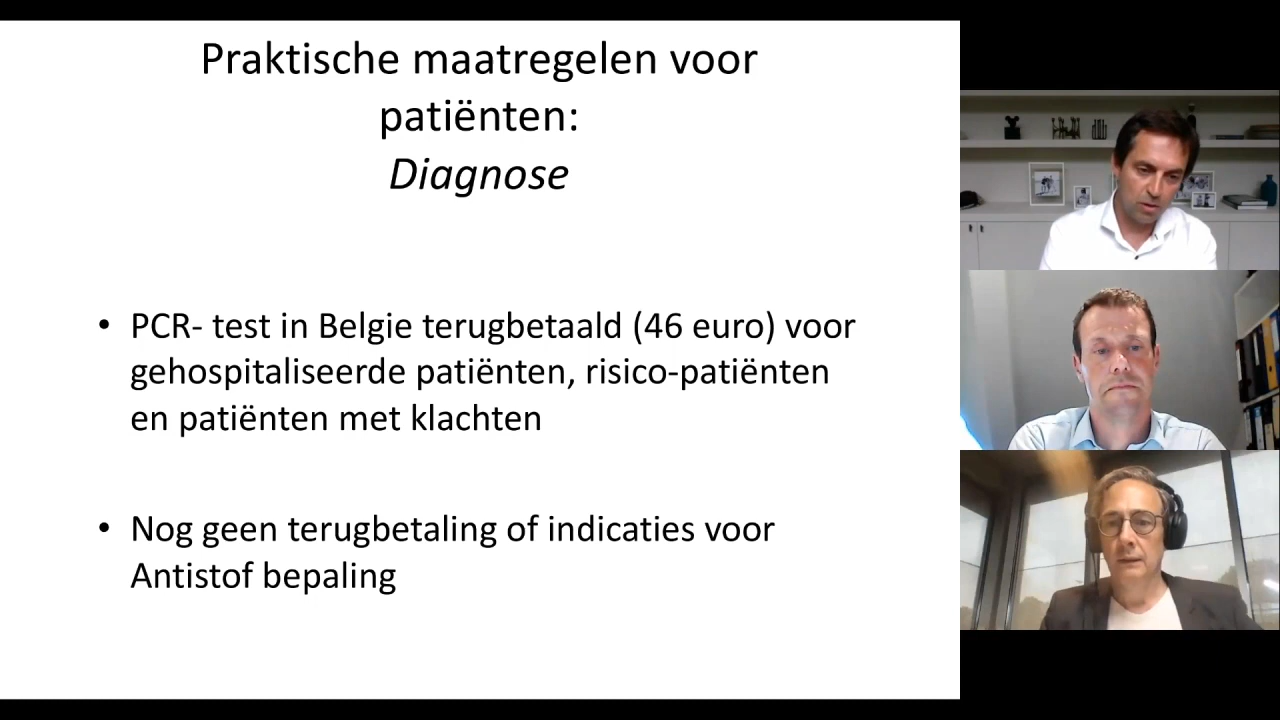 Praktische maatregelen voor
patiënten:
Diagnose
• PCR- test in Belgie terugbetaald (46 euro) voor
gehospitaliseerde patiënten, risico-patiënten
en patiënten met klachten
• Nog geen terugbetaling of indicaties voor
Antistof bepaling